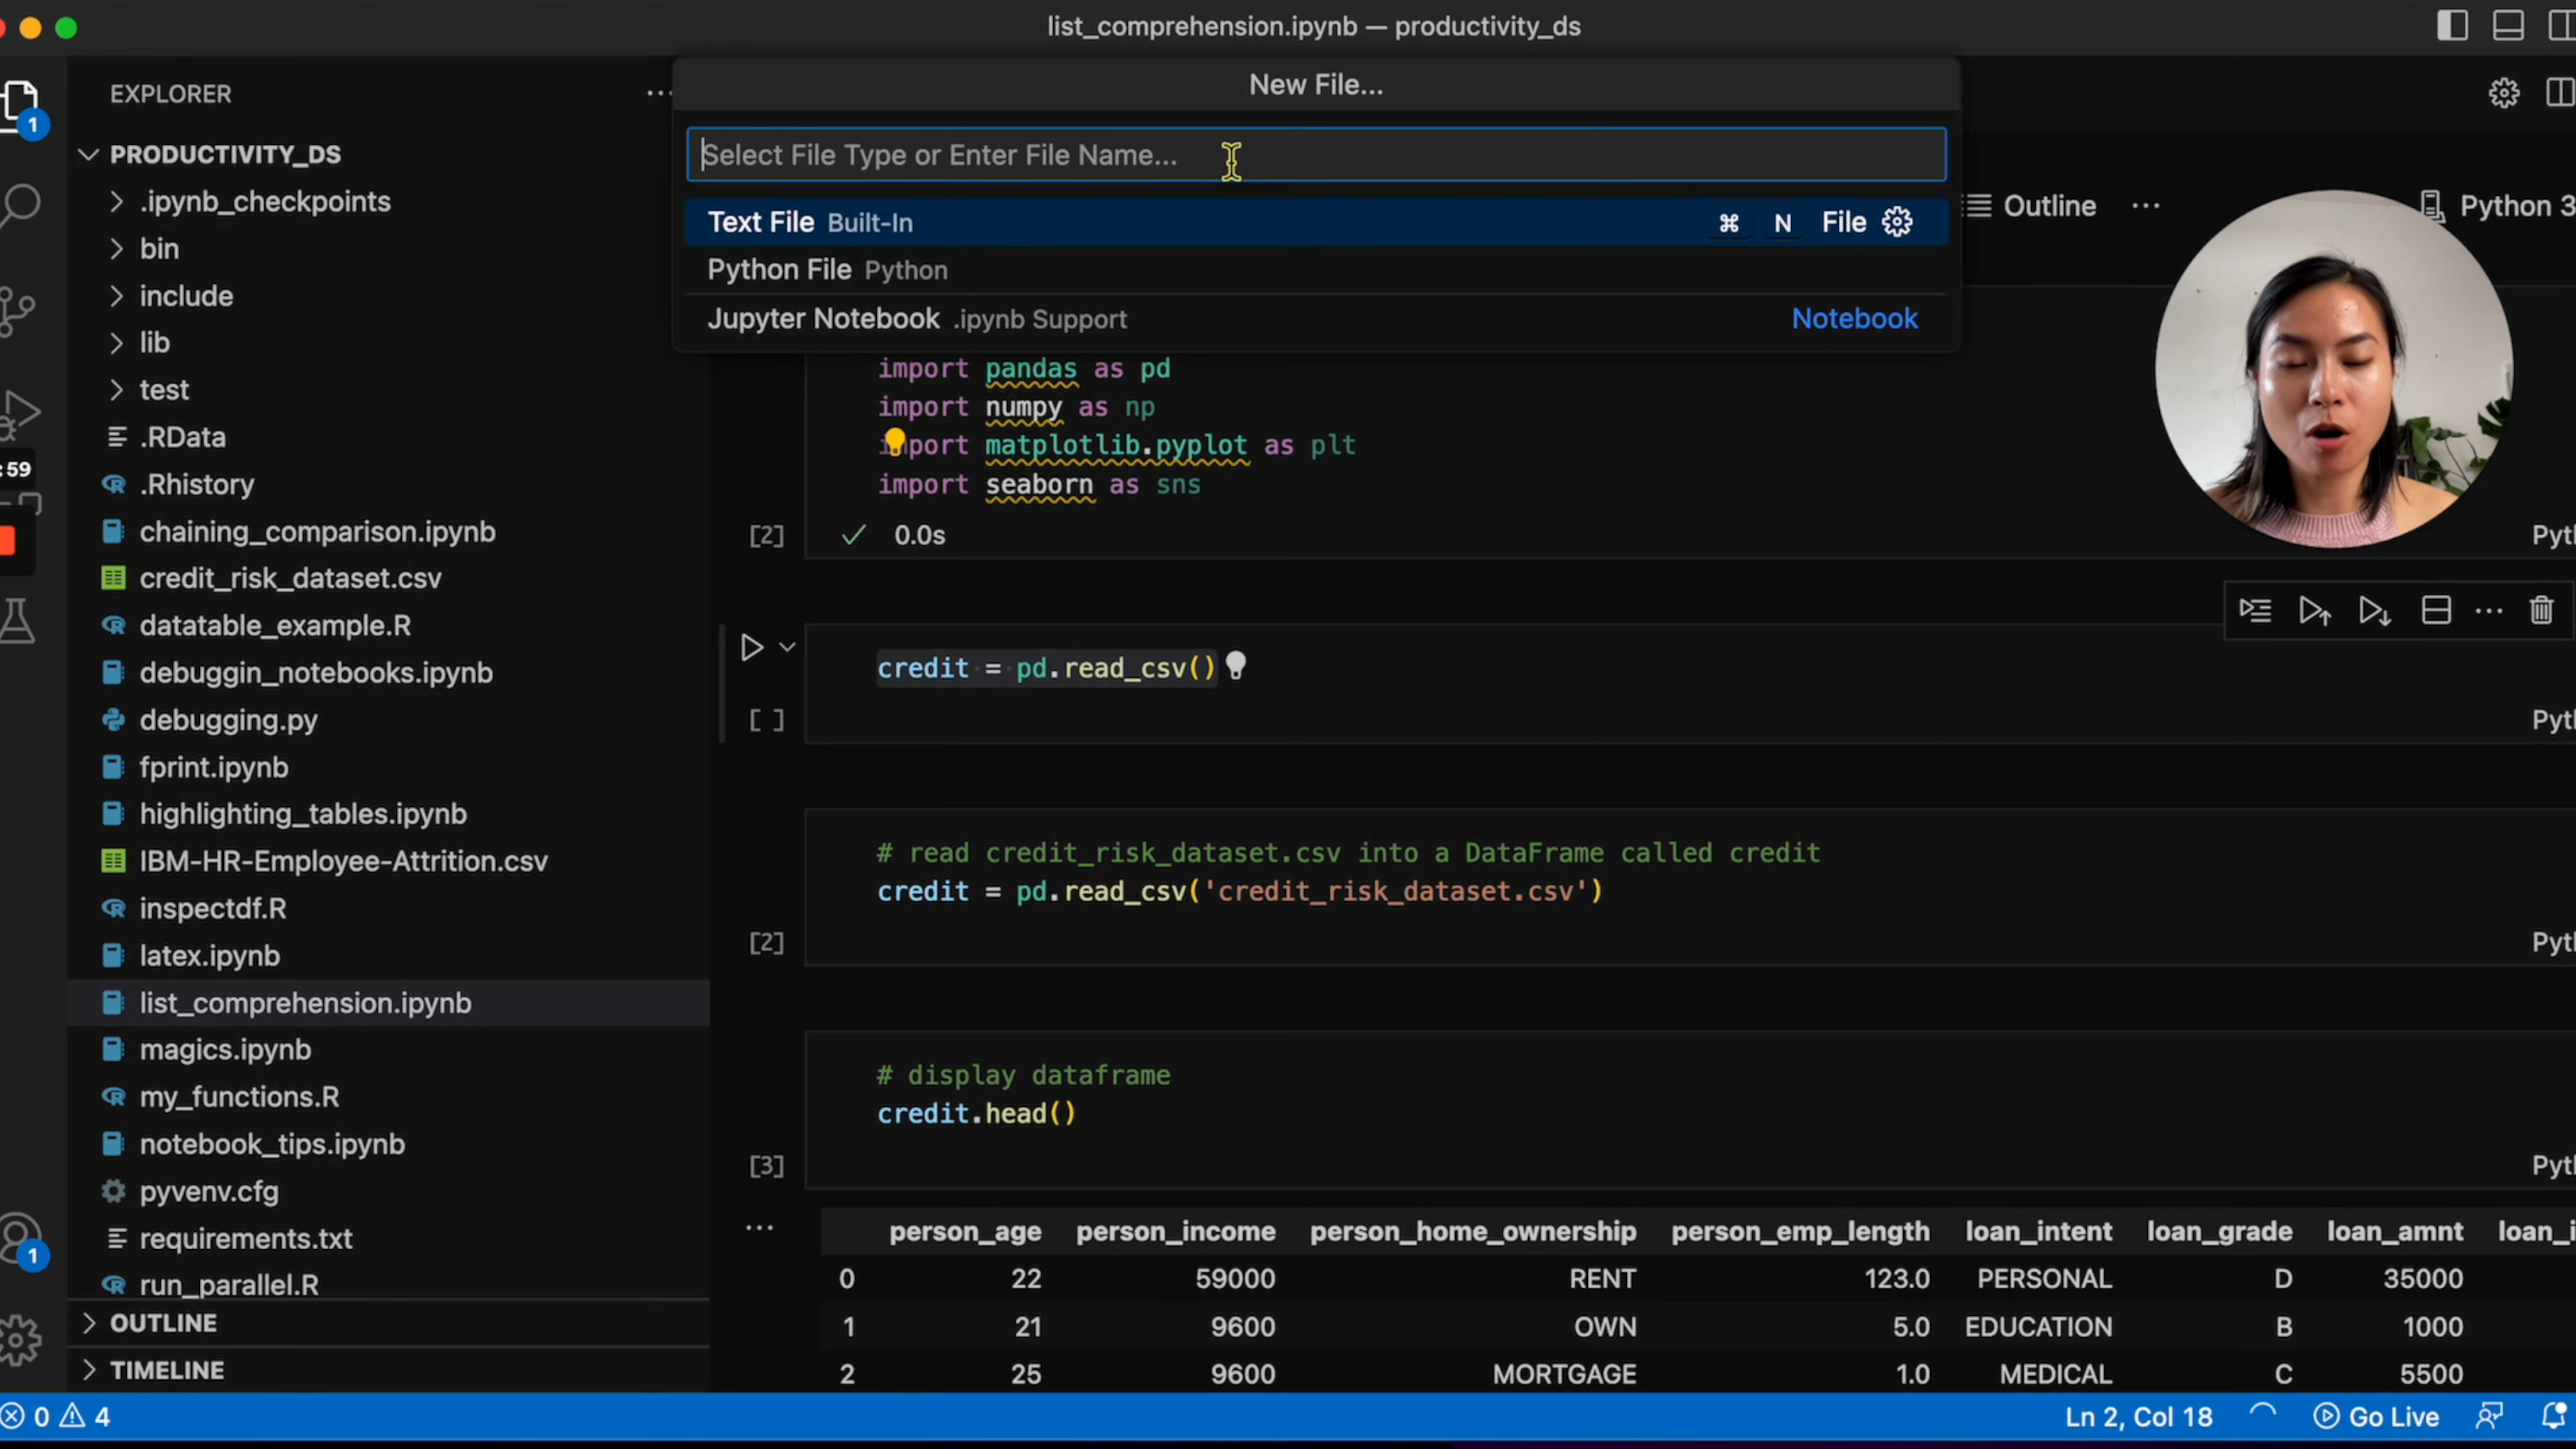 list_comprehension.ipynb — productivity_ds
EXPLORER
New File...
1
Select File Type or Enter File Name...
PRODUCTIVITY_DS
.ipynb_checkpoints
Text File Built-In ⌘ N File
Outline
Python 3
bin
Python File Python
include
Jupyter Notebook .ipynb Support Notebook
lib
import pandas as pd
test
import numpy as np
.RData
import matplotlib.pyplot as plt
:59
.Rhistory
import seaborn as sns
chaining_comparison.ipynb
[2] 0.0s
credit_risk_dataset.csv
datatable_example.R
debuggin_notebooks.ipynb
credit = pd.read_csv()
debugging.py
[ ]
fprint.ipynb
highlighting_tables.ipynb
IBM-HR-Employee-Attrition.csv
# read credit_risk_dataset.csv into a DataFrame called credit
inspectdf.R
credit = pd.read_csv('credit_risk_dataset.csv')
latex.ipynb
[2]
list_comprehension.ipynb
magics.ipynb
# display dataframe
my_functions.R
credit.head()
notebook_tips.ipynb
[3]
pyvenv.cfg
requirements.txt
run_parallel.R
1
OUTLINE
TIMELINE
... person_age person_income person_home_ownership person_emp_length loan_intent loan_grade loan_amnt
0 22 59000 RENT 123.0 PERSONAL D 35000
1 21 9600 OWN 5.0 EDUCATION B 1000
2 25 9600 MORTGAGE 1.0 MEDICAL C 5500
0 4
Ln 2, Col 18
Go Live